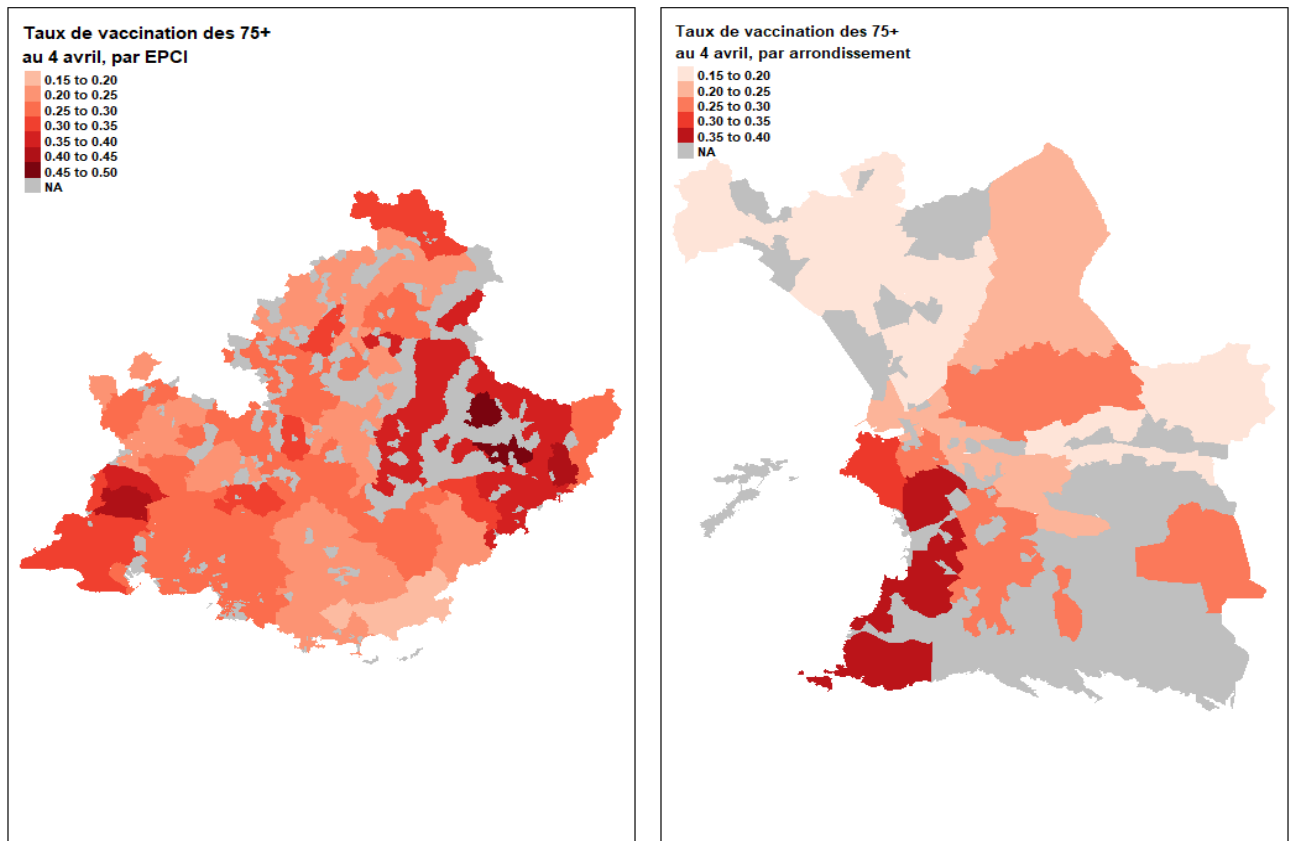 Taux de vaccination des 75+
au 4 avril, par EPCI
0.15 to 0.20
0.20 to 0.25
0.25 to 0.30
0.30 to 0.35
0.35 to 0.40
0.40 to 0.45
0.45 to 0.50
NA
Taux de vaccination des 75+
au 4 avril, par arrondissement
0.15 to 0.20
0.20 to 0.25
0.25 to 0.30
0.30 to 0.35
0.35 to 0.40
NA